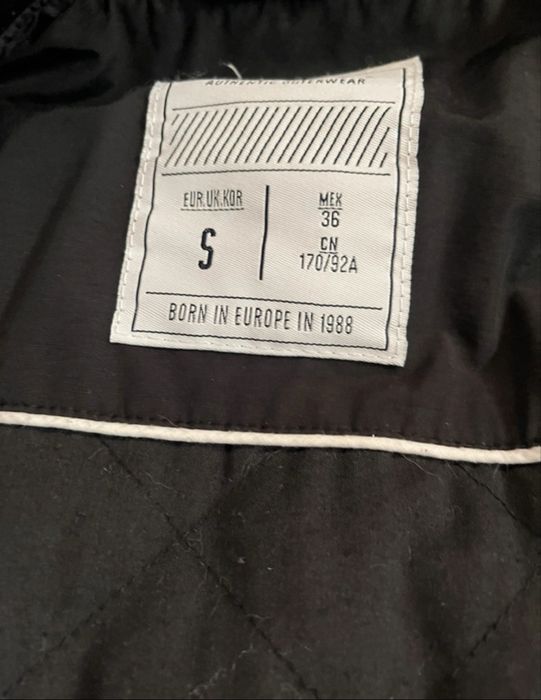 AUTHENTIC OUTERWEAR
EUR.UK.KOR
S
MEX
36
CN
170/92A
BORN IN EUROPE IN 1988